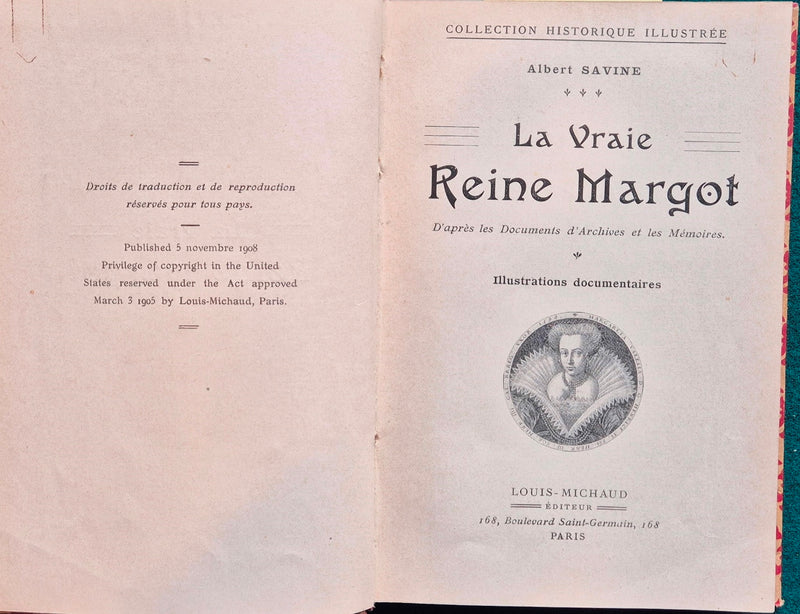 Droits de traduction et de reproduction
réservés pour tous pays.
Published 5 novembre 1908
Privilege of copyright in the United
States reserved under the Act approved
March 3 1905 by Louis-Michaud, Paris.
COLLECTION HISTORIQUE ILLUSTRÉE
Albert SAVINE
La Vraie
Reine Margot
D'après les Documents d'Archives et les Mémoires.
Illustrations documentaires
LOUIS-MICHAUD
ÉDITEUR
168, Boulevard Saint-Germain, 168
PARIS